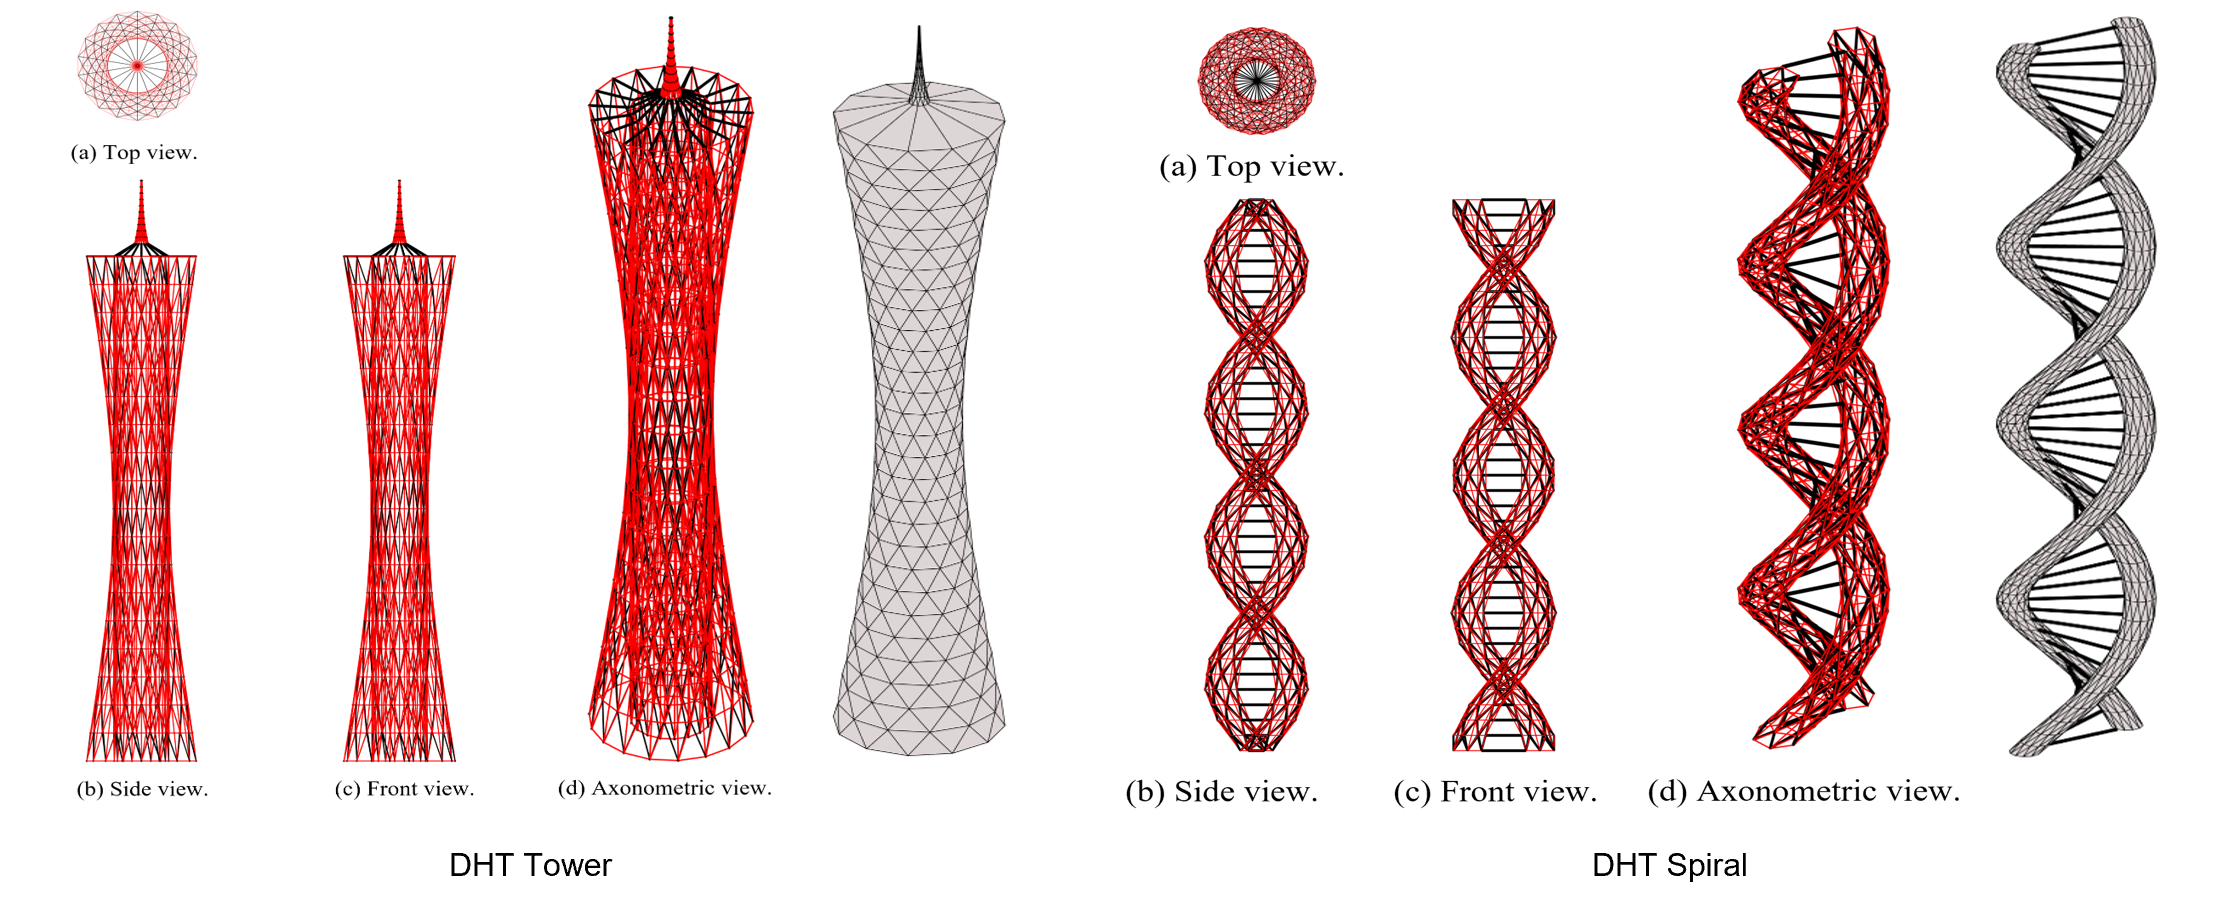 (a) Top view.
(b) Side view.
(c) Front view.
(d) Axonometric view.
DHT Tower
(a) Top view.
(b) Side view.
(c) Front view.
(d) Axonometric view.
DHT Spiral